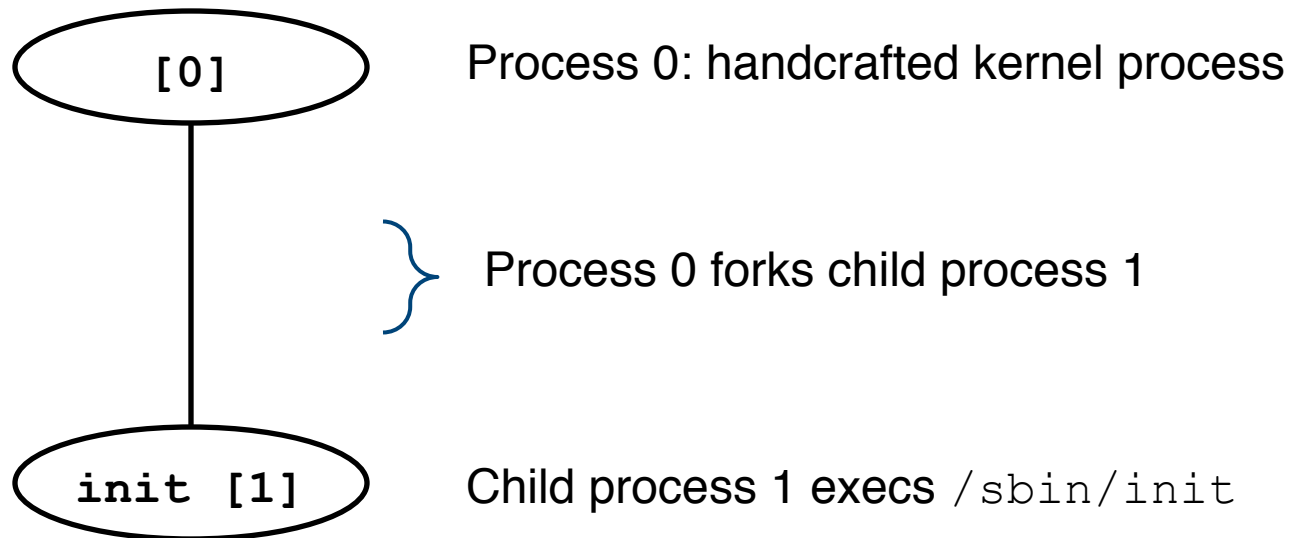 [0]
Process 0: handcrafted kernel process
Process 0 forks child process 1
init [1]
Child process 1 execs /sbin/init